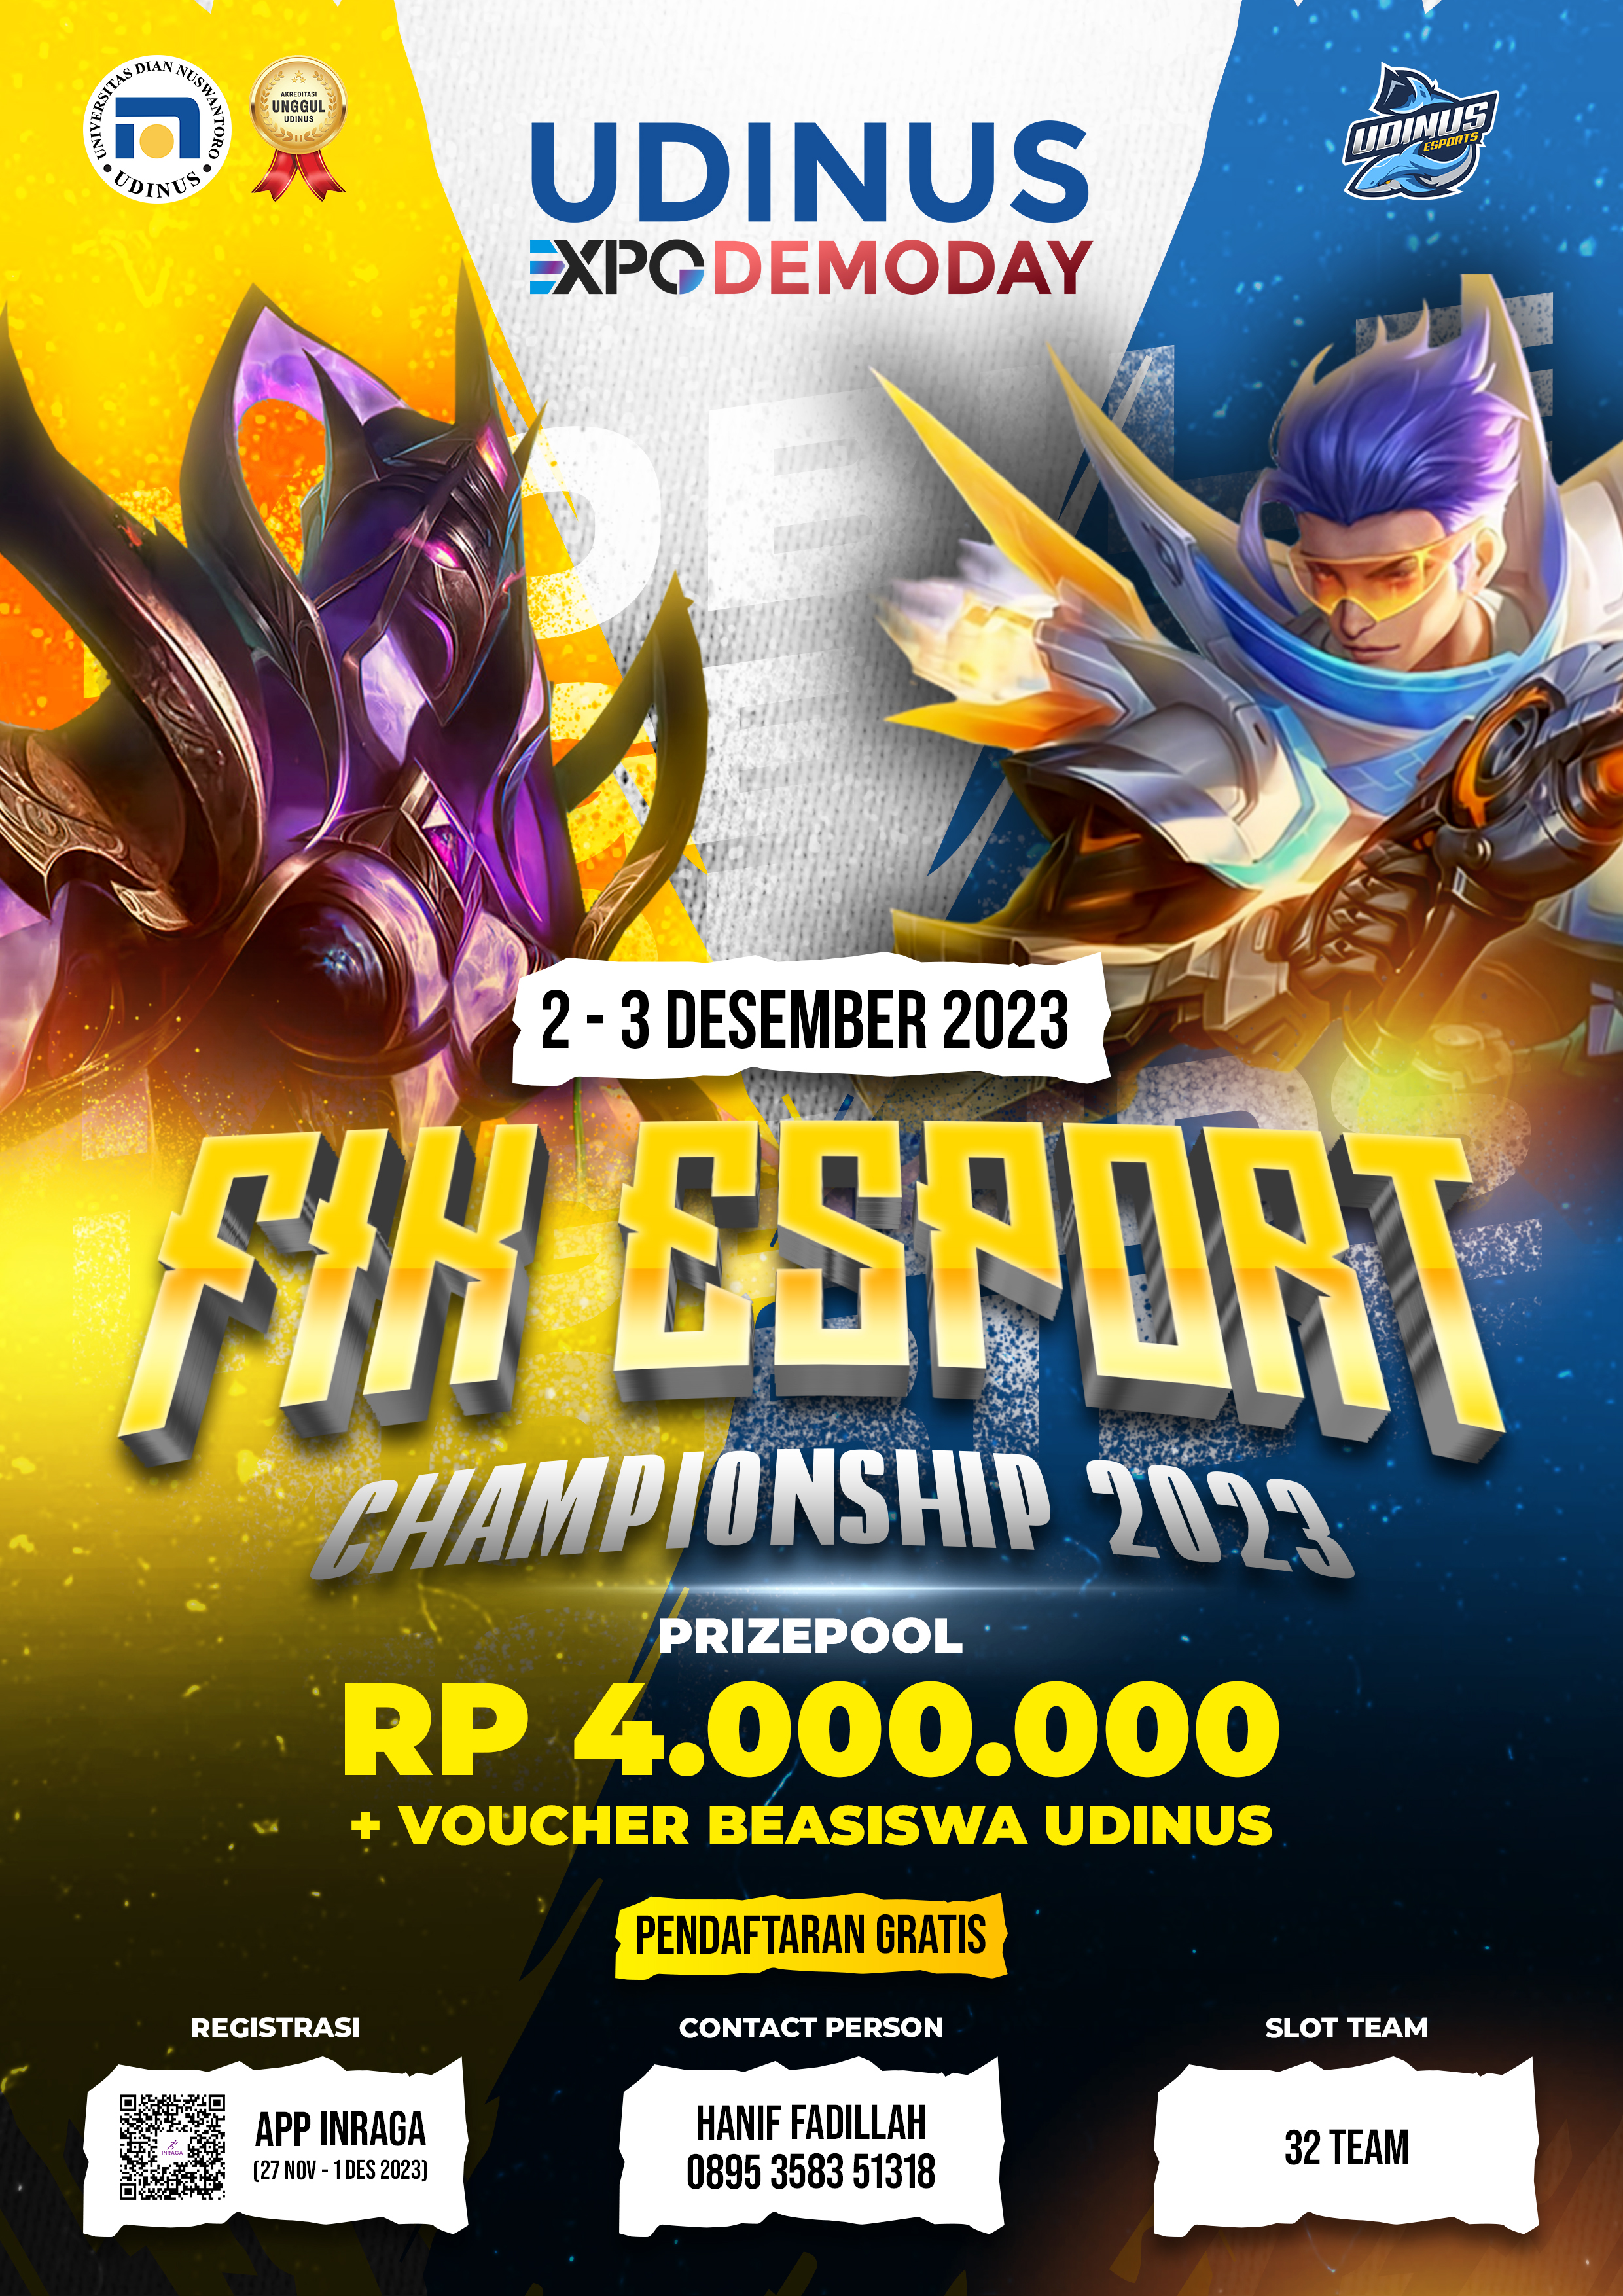 UNIVERSITAS DIAN NUSWANTORO
UDINUS
AKREDITASI
UNGGUL
UDINUS
UDINUS
ESPORTS
UDINUS
EXPO DEMODAY
2 - 3 DESEMBER 2023
FIK ESPORT
CHAMPIONSHIP 2023
PRIZEPOOL
RP 4.000.000
+ VOUCHER BEASISWA UDINUS
PENDAFTARAN GRATIS
REGISTRASI
INRAGA
APP INRAGA
(27 NOV - 1 DES 2023)
CONTACT PERSON
HANIF FADILLAH
0895 3583 51318
SLOT TEAM
32 TEAM